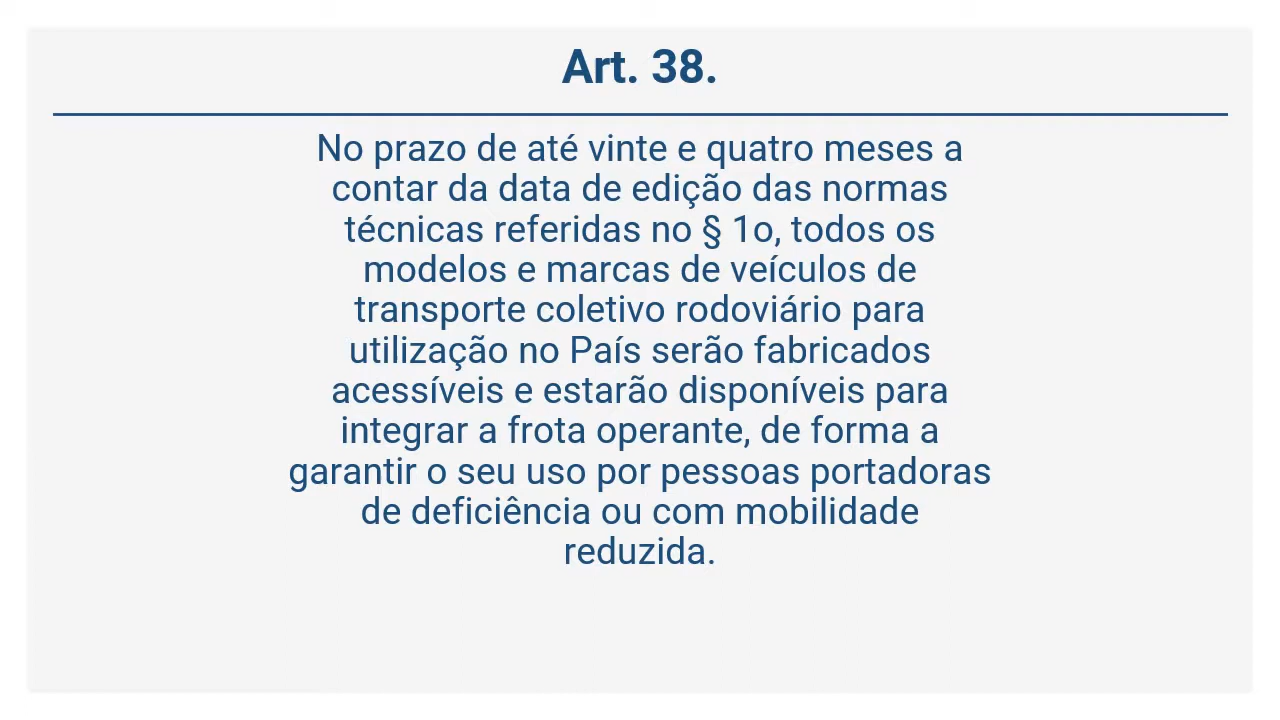 Art. 38.
No prazo de até vinte e quatro meses a
contar da data de edição das normas
técnicas referidas no § 1o, todos os
modelos e marcas de veículos de
transporte coletivo rodoviário para
utilização no País serão fabricados
acessíveis e estarão disponíveis para
integrar a frota operante, de forma a
garantir o seu uso por pessoas portadoras
de deficiência ou com mobilidade
reduzida.